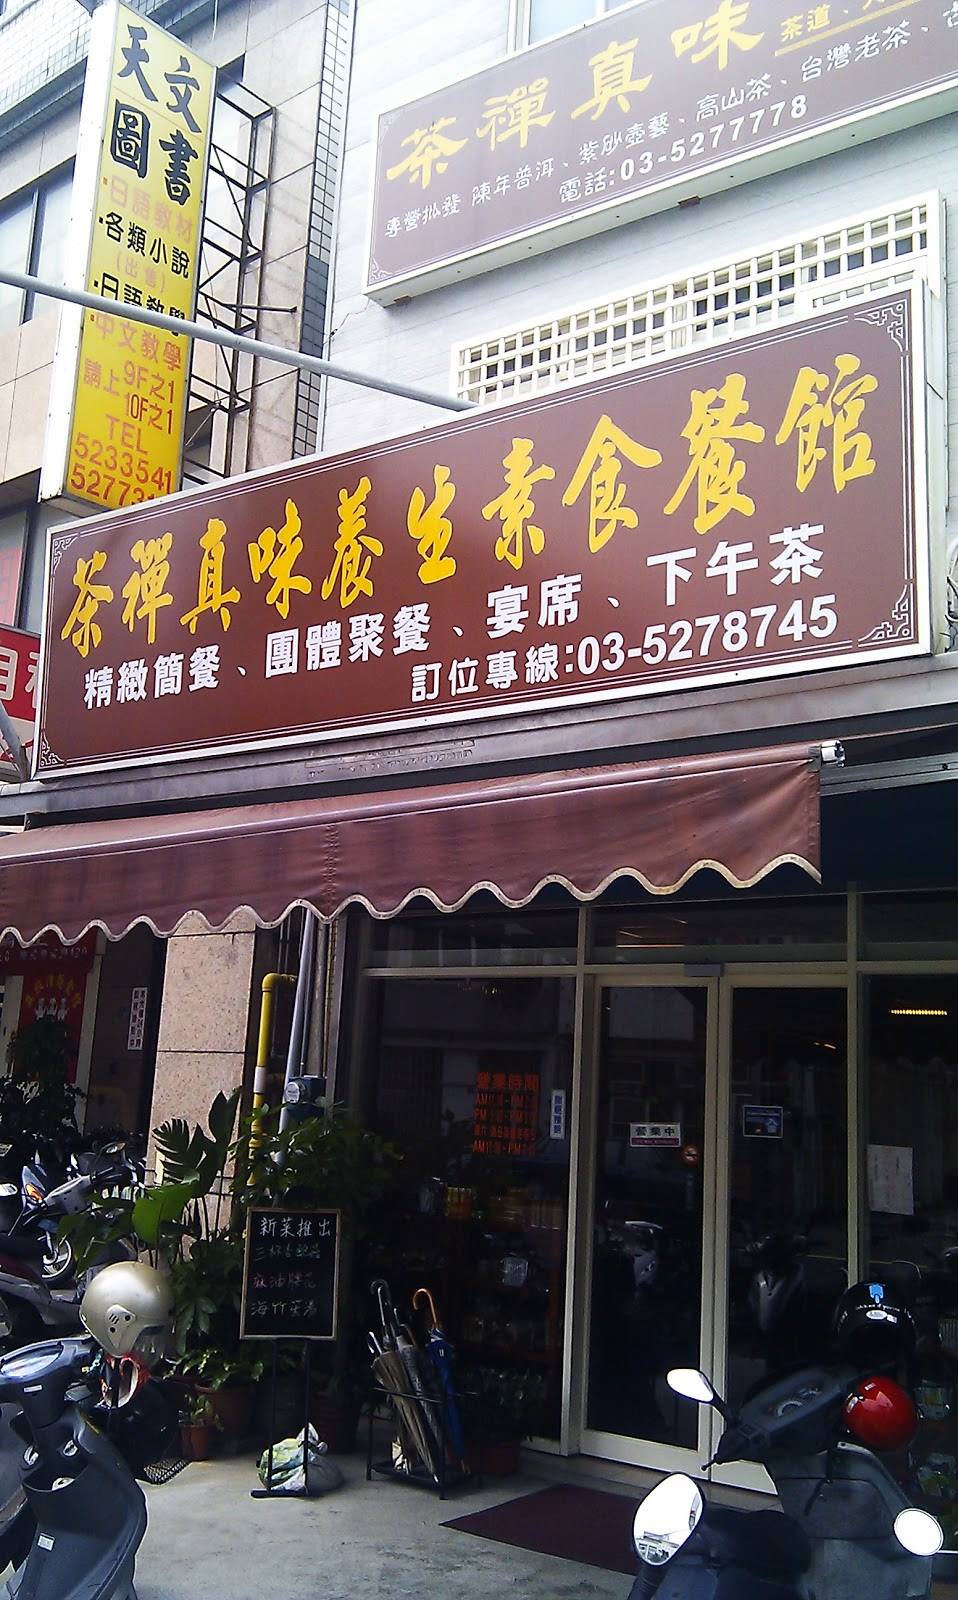 天文
圖書
·日語教材
·各類小說
(出售)
·日語教學
·中文教學
請上 9F之1
10F之1
TEL
5233541
茶禪真味
茶道、
專營批發 陳年普洱、紫砂壺藝、高山茶、台灣老茶、
電話:03-5277778
茶禪真味養生素食餐館
精緻簡餐、團體聚餐、宴席、下午茶
訂位專線:03-5278745
營業時間
營業中
新菜推出